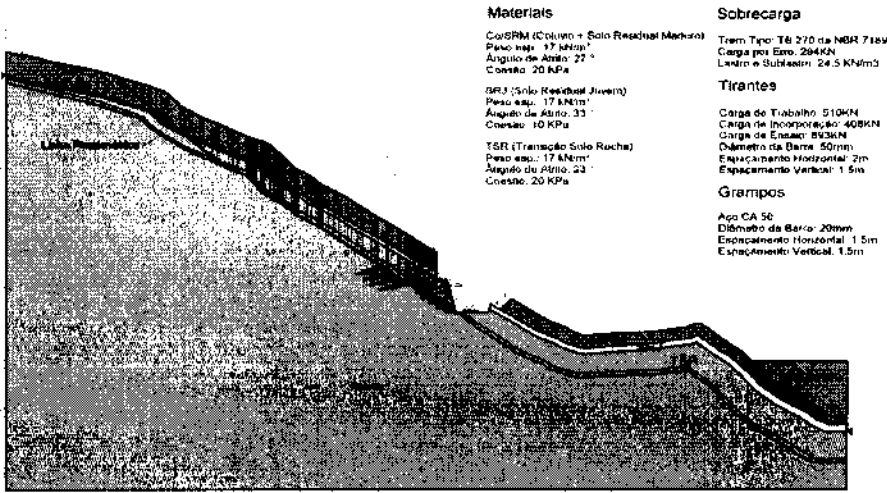 Materiais
Co/SRM (Coluvio + Solo Residual Maduro)
Peso esp.: 17 kN/m³
Ângulo de Atrito: 27 °
Coesão: 20 KPa
SRJ (Solo Residual Jovem)
Peso esp.: 17 kN/m³
Ângulo de Atrito: 33 °
Coesão: 10 KPa
TSR (Transição Solo Rocha)
Peso esp.: 17 kN/m³
Ângulo de Atrito: 33 °
Coesão: 20 KPa
Sobrecarga
Trem Tipo: TB 270 da NBR 7189
Carga por Eixo: 284KN
Lastro e Sublastro: 24.5 KN/m3
Tirantes
Carga de Trabalho: 510KN
Carga de Incorporação: 408KN
Carga de Ensaio: 893KN
Diâmetro da Barra: 50mm
Espaçamento Horizontal: 2m
Espaçamento Vertical: 1.5m
Grampos
Aço CA 50
Diâmetro da Barra: 20mm
Espaçamento Horizontal: 1.5m
Espaçamento Vertical: 1.5m